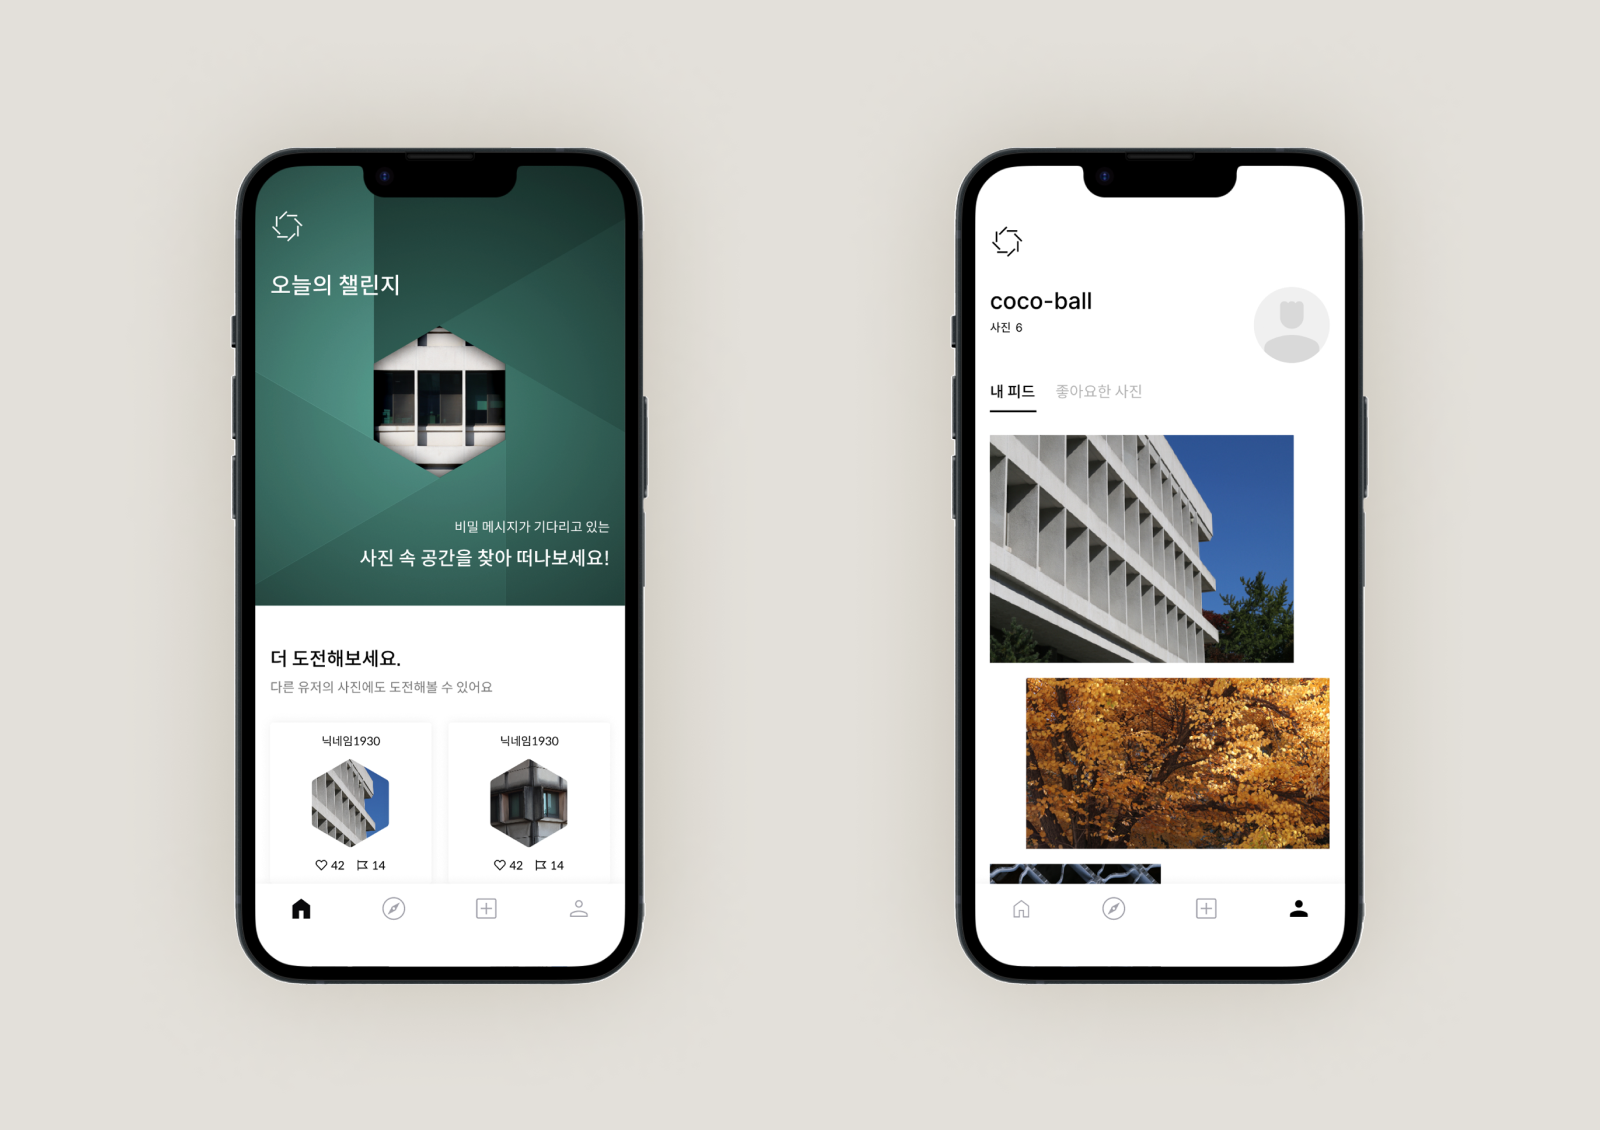 오늘의 챌린지
비밀 메시지가 기다리고 있는
사진 속 공간을 찾아 떠나보세요!
더 도전해보세요.
다른 유저의 사진에도 도전해볼 수 있어요
닉네임1930
닉네임1930
42 14
42 14
coco-ball
사진 6
내 피드 좋아요한 사진